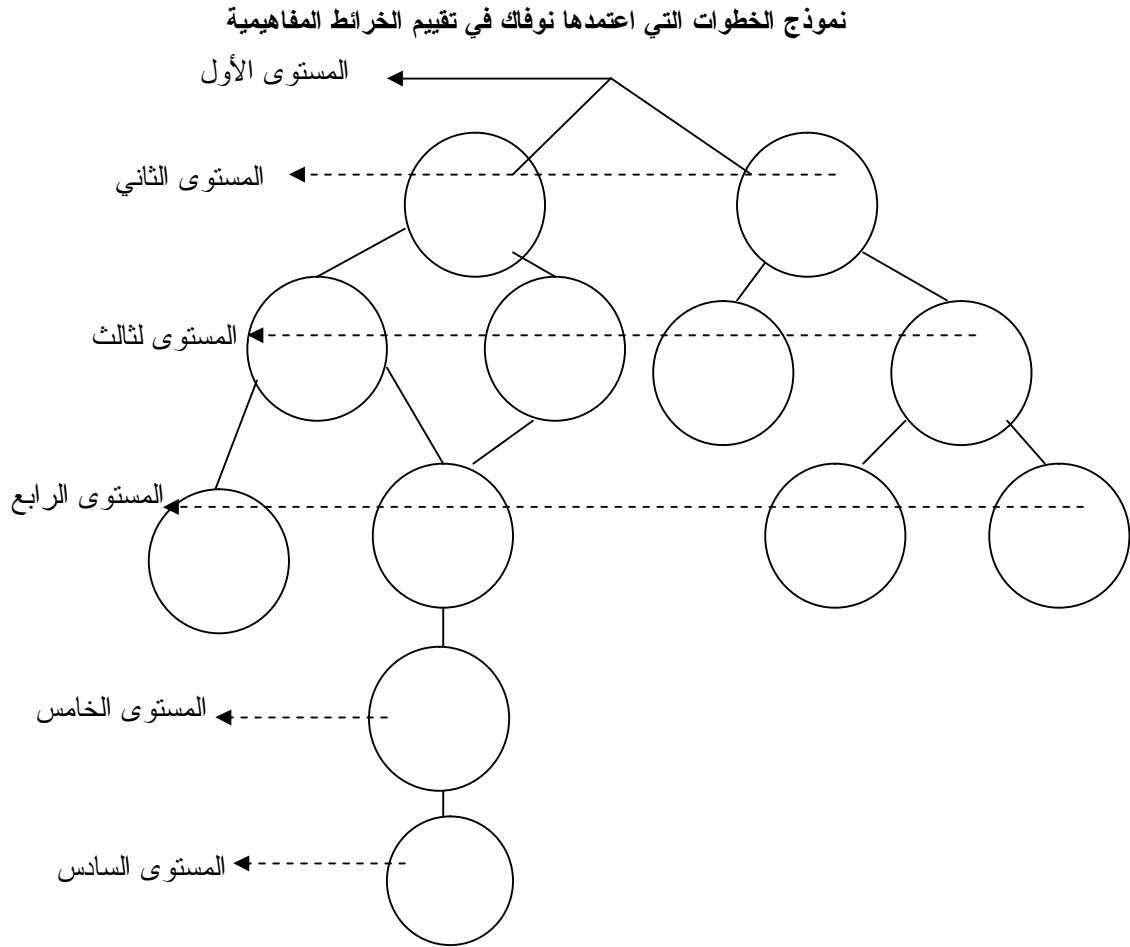 نموذج الخطوات التي اعتمدها نوفاك في تقييم الخرائط المفاهيمية
المستوى الأول
المستوى الثاني
المستوى لثالث
المستوى الرابع
المستوى الخامس
المستوى السادس